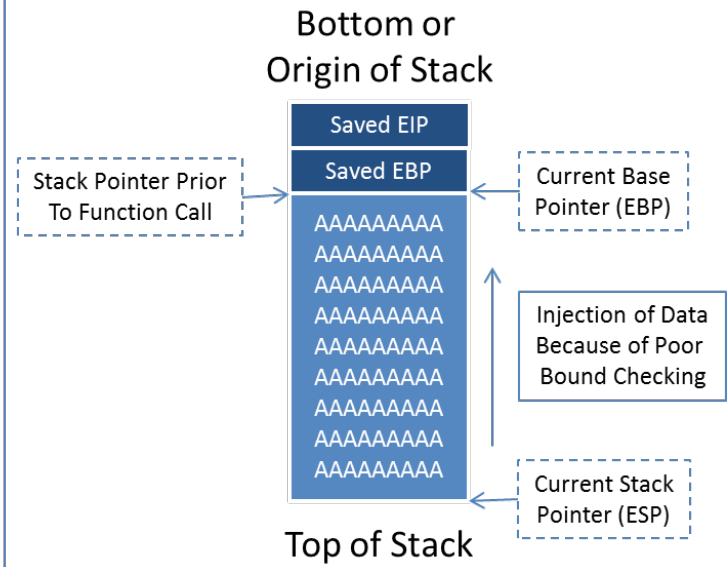 Bottom or
Origin of Stack
Saved EIP
Saved EBP
Stack Pointer Prior
To Function Call
Current Base
Pointer (EBP)
AAAAAAAAA
AAAAAAAAA
AAAAAAAAA
AAAAAAAAA
AAAAAAAAA
AAAAAAAAA
AAAAAAAAA
AAAAAAAAA
AAAAAAAAA
Injection of Data
Because of Poor
Bound Checking
Current Stack
Pointer (ESP)
Top of Stack